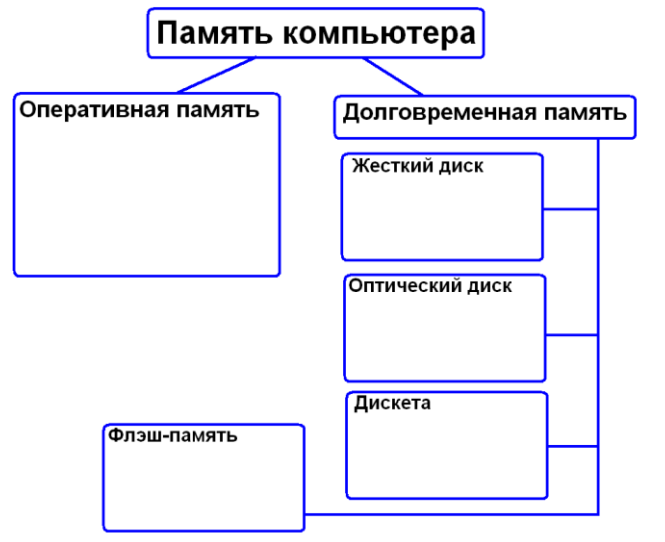 Память компьютера
Оперативная память
Долговременная память
Жесткий диск
Оптический диск
Дискета
Флэш-память